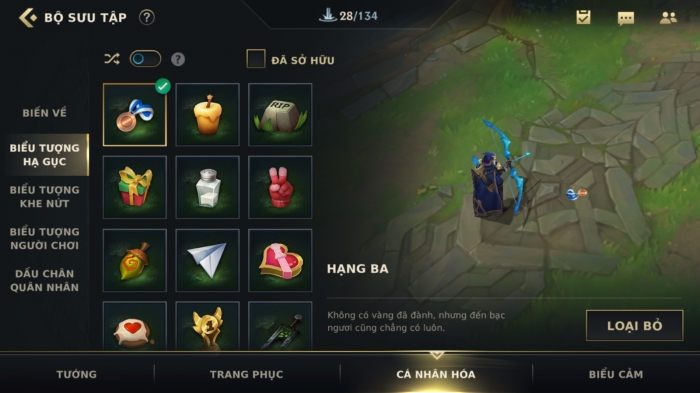 BỘ SƯU TẬP ?
28/134
?
ĐÃ SỞ HỮU
BIẾN VỀ
BIỂU TƯỢNG
HẠ GỤC
BIỂU TƯỢNG
KHE NỨT
BIỂU TƯỢNG
NGƯỜI CHƠI
DẤU CHÂN
QUÂN NHÂN
RIP
HẠNG BA
Không có vàng đã đành, nhưng đến bạc
ngươi cũng chẳng có luôn.
LOẠI BỎ
TƯỚNG
TRANG PHỤC
CÁ NHÂN HÓA
BIỂU CẢM